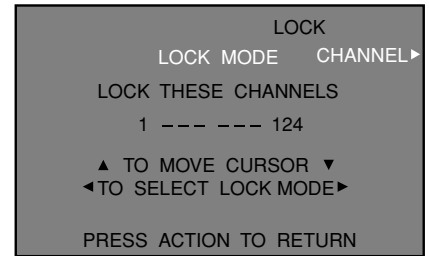 LOCK
LOCK MODE CHANNEL▶
LOCK THESE CHANNELS
1 ––– ––– 124
▲ TO MOVE CURSOR ▼
◀TO SELECT LOCK MODE▶
PRESS ACTION TO RETURN